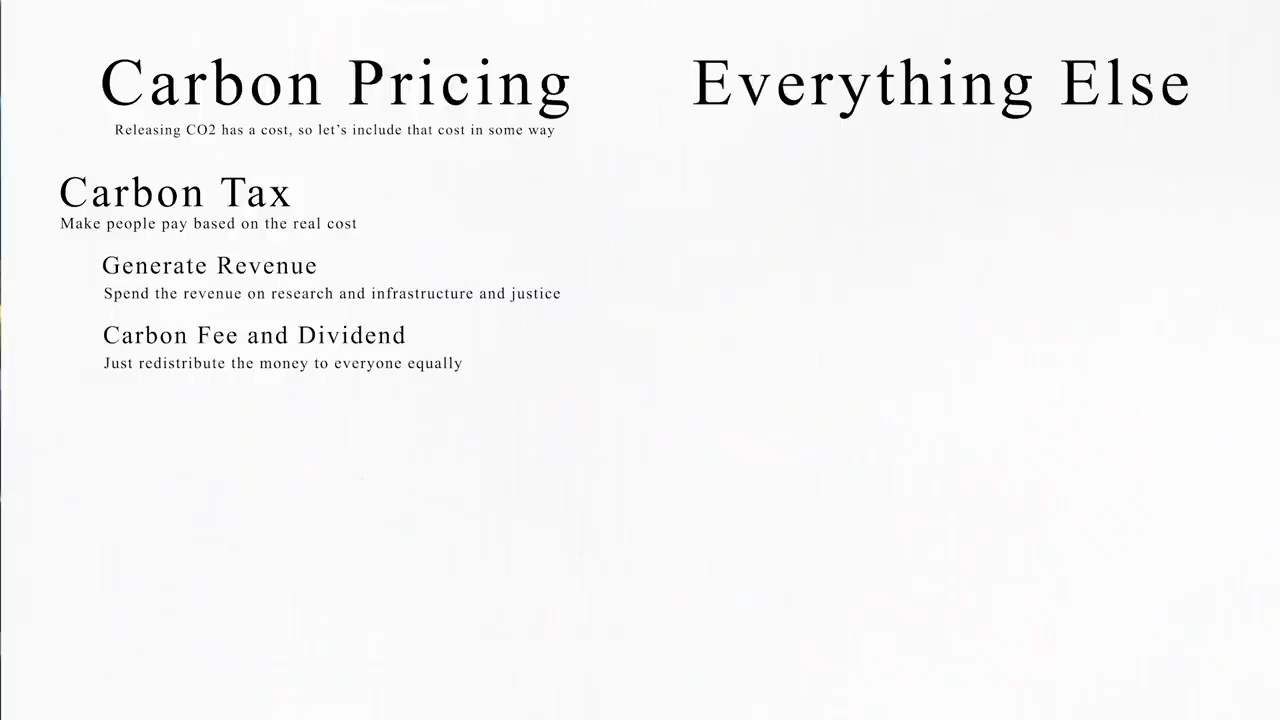 Carbon Pricing
Releasing CO2 has a cost, so let’s include that cost in some way
Carbon Tax
Make people pay based on the real cost
Generate Revenue
Spend the revenue on research and infrastructure and justice
Carbon Fee and Dividend
Just redistribute the money to everyone equally
Everything Else